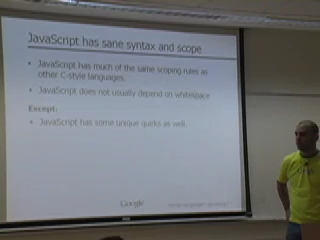 JavaScript has sane syntax and scope
• JavaScript has much of the same scoping rules as
other C-style languages.
• JavaScript does not usually depend on whitespace
Except:
• JavaScript has some unique quirks as well.
Google